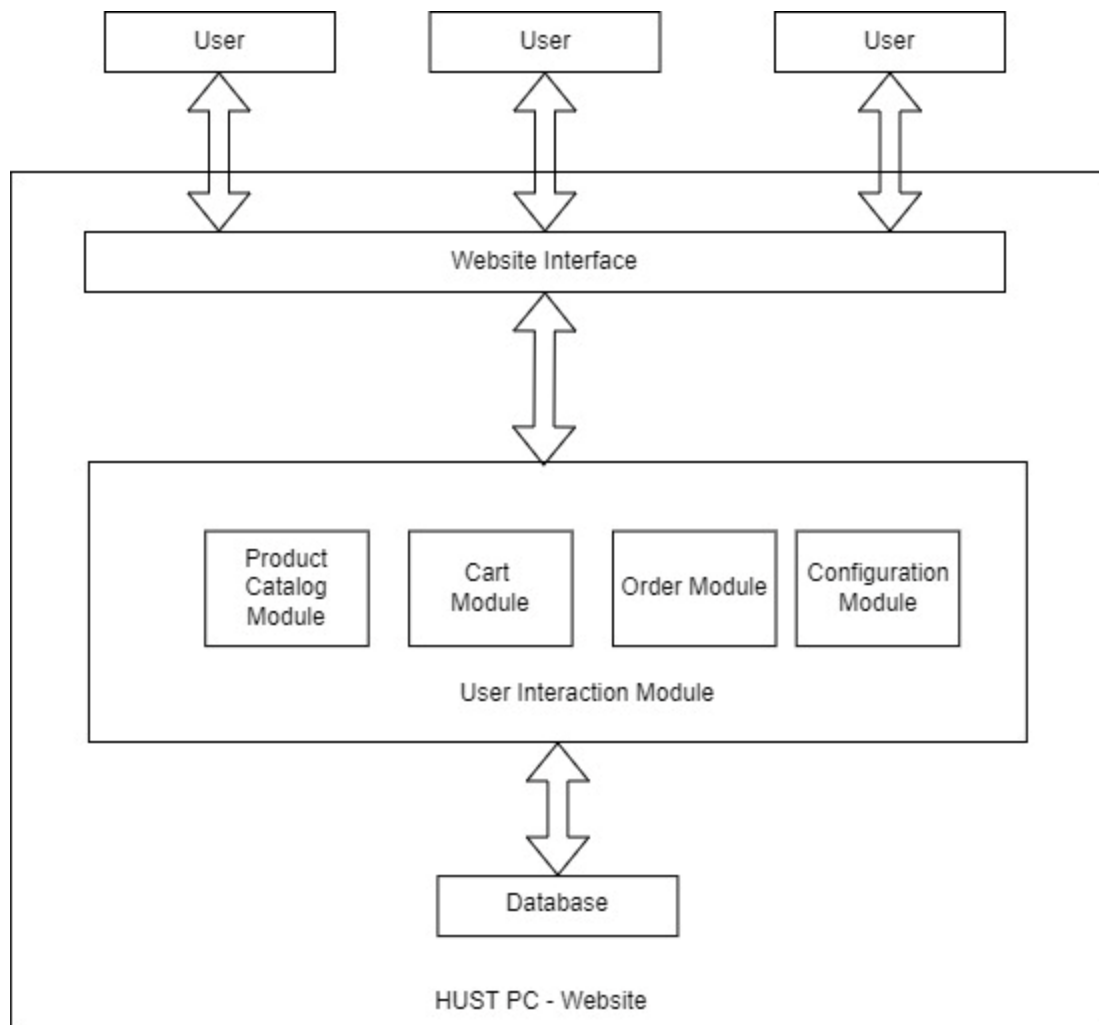 User
User
User
Website Interface
Product
Catalog
Module
Cart
Module
Order Module
Configuration
Module
User Interaction Module
Database
HUST PC - Website